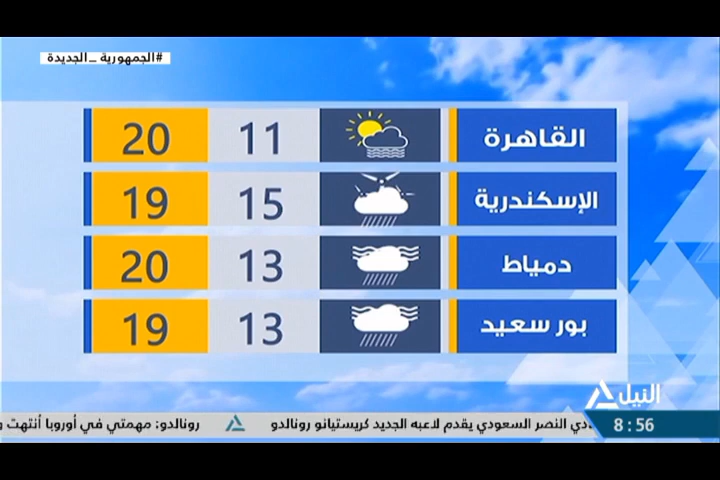 #الجمهورية_الجديدة
القاهرة 11 20
الإسكندرية 15 19
دمياط 13 20
بور سعيد 13 19
النيل
8:56
النصر السعودي يقدم لاعبه الجديد كريستيانو رونالدو
رونالدو: مهمتي في أوروبا أنتهت